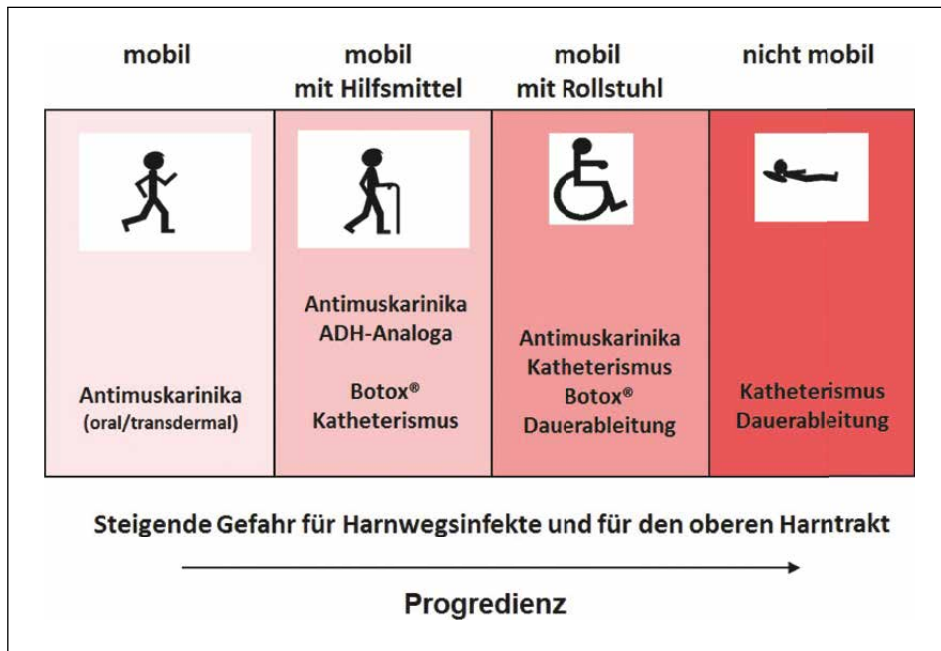 mobil
mobil
mit Hilfsmittel
mobil
mit Rollstuhl
nicht mobil
Antimuskarinika
(oral/transdermal)
Antimuskarinika
ADH-Analoga
Botox®
Katheterismus
Antimuskarinika
Katheterismus
Botox®
Dauerableitung
Katheterismus
Dauerableitung
Steigende Gefahr für Harnwegsinfekte und für den oberen Harntrakt
Progredienz